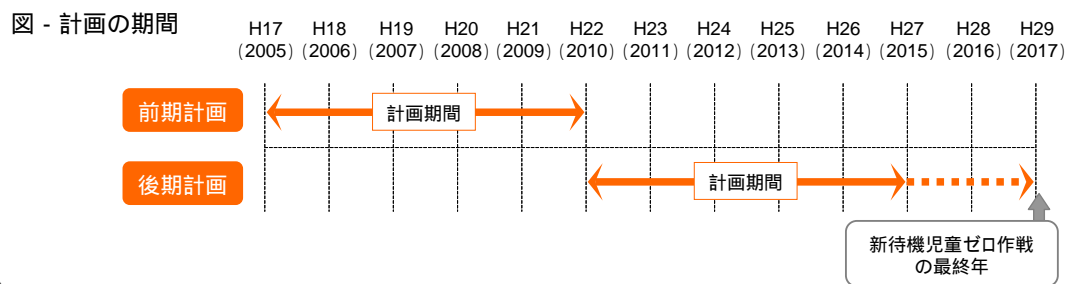 図 - 計画の期間
H17 H18 H19 H20 H21 H22 H23 H24 H25 H26 H27 H28 H29
(2005) (2006) (2007) (2008) (2009) (2010) (2011) (2012) (2013) (2014) (2015) (2016) (2017)
前期計画
計画期間
後期計画
計画期間
新待機児童ゼロ作戦
の最終年